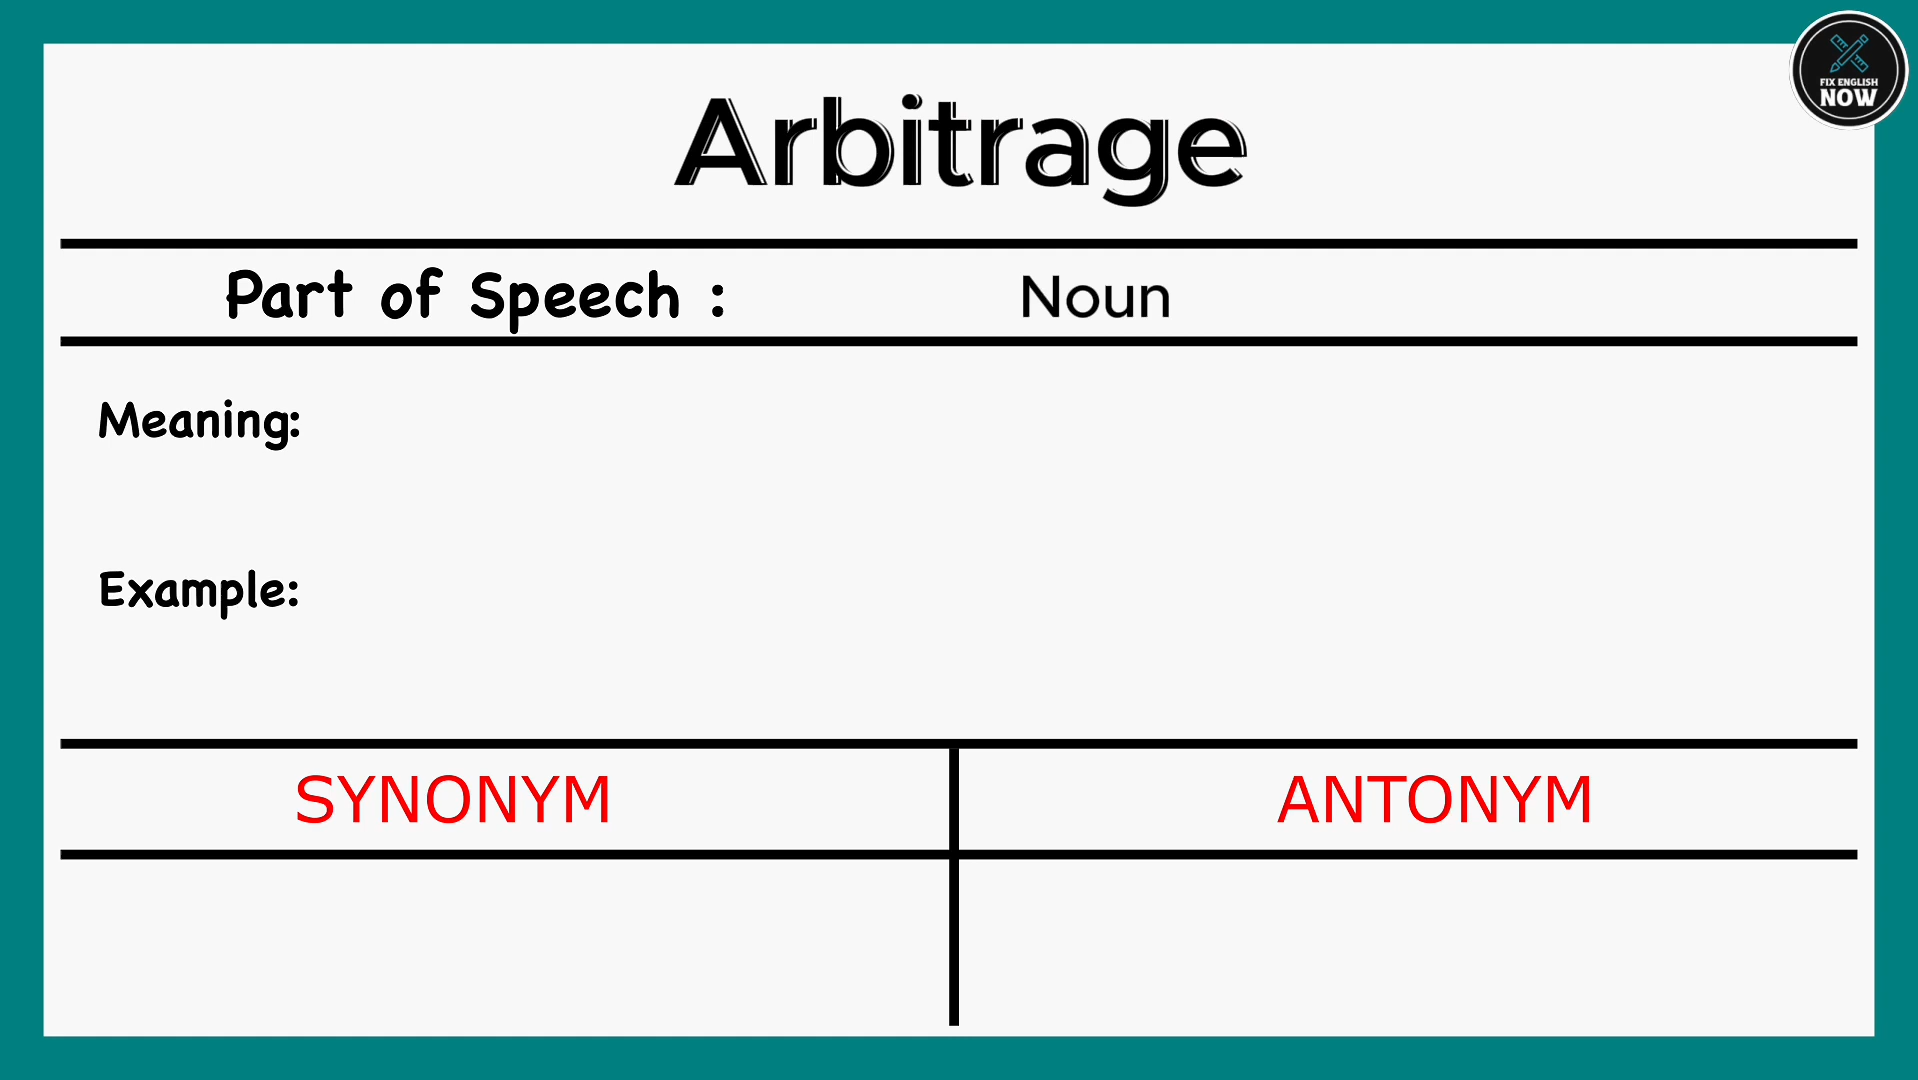 FIX ENGLISH
NOW
Arbitrage
Part of Speech : Noun
Meaning:
Example:
SYNONYM ANTONYM